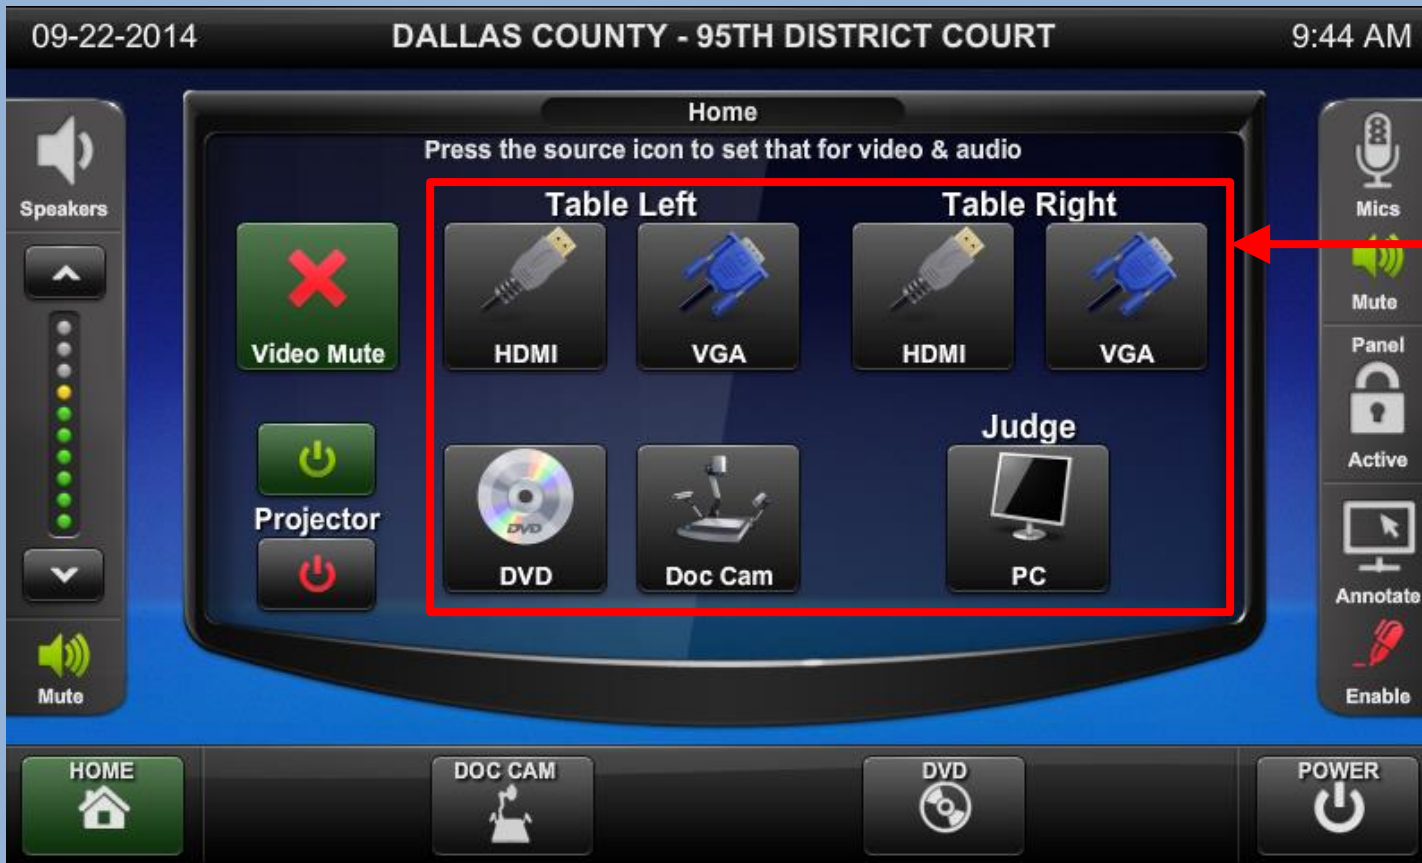 09-22-2014 DALLAS COUNTY - 95TH DISTRICT COURT 9:44 AM
Home
Press the source icon to set that for video & audio
Table Left Table Right
Video Mute HDMI VGA HDMI VGA
Judge
Projector
DVD DVD Doc Cam PC
Speakers
Mute
Mics
Mute
Panel
Active
Annotate
Enable
HOME DOC CAM DVD POWER